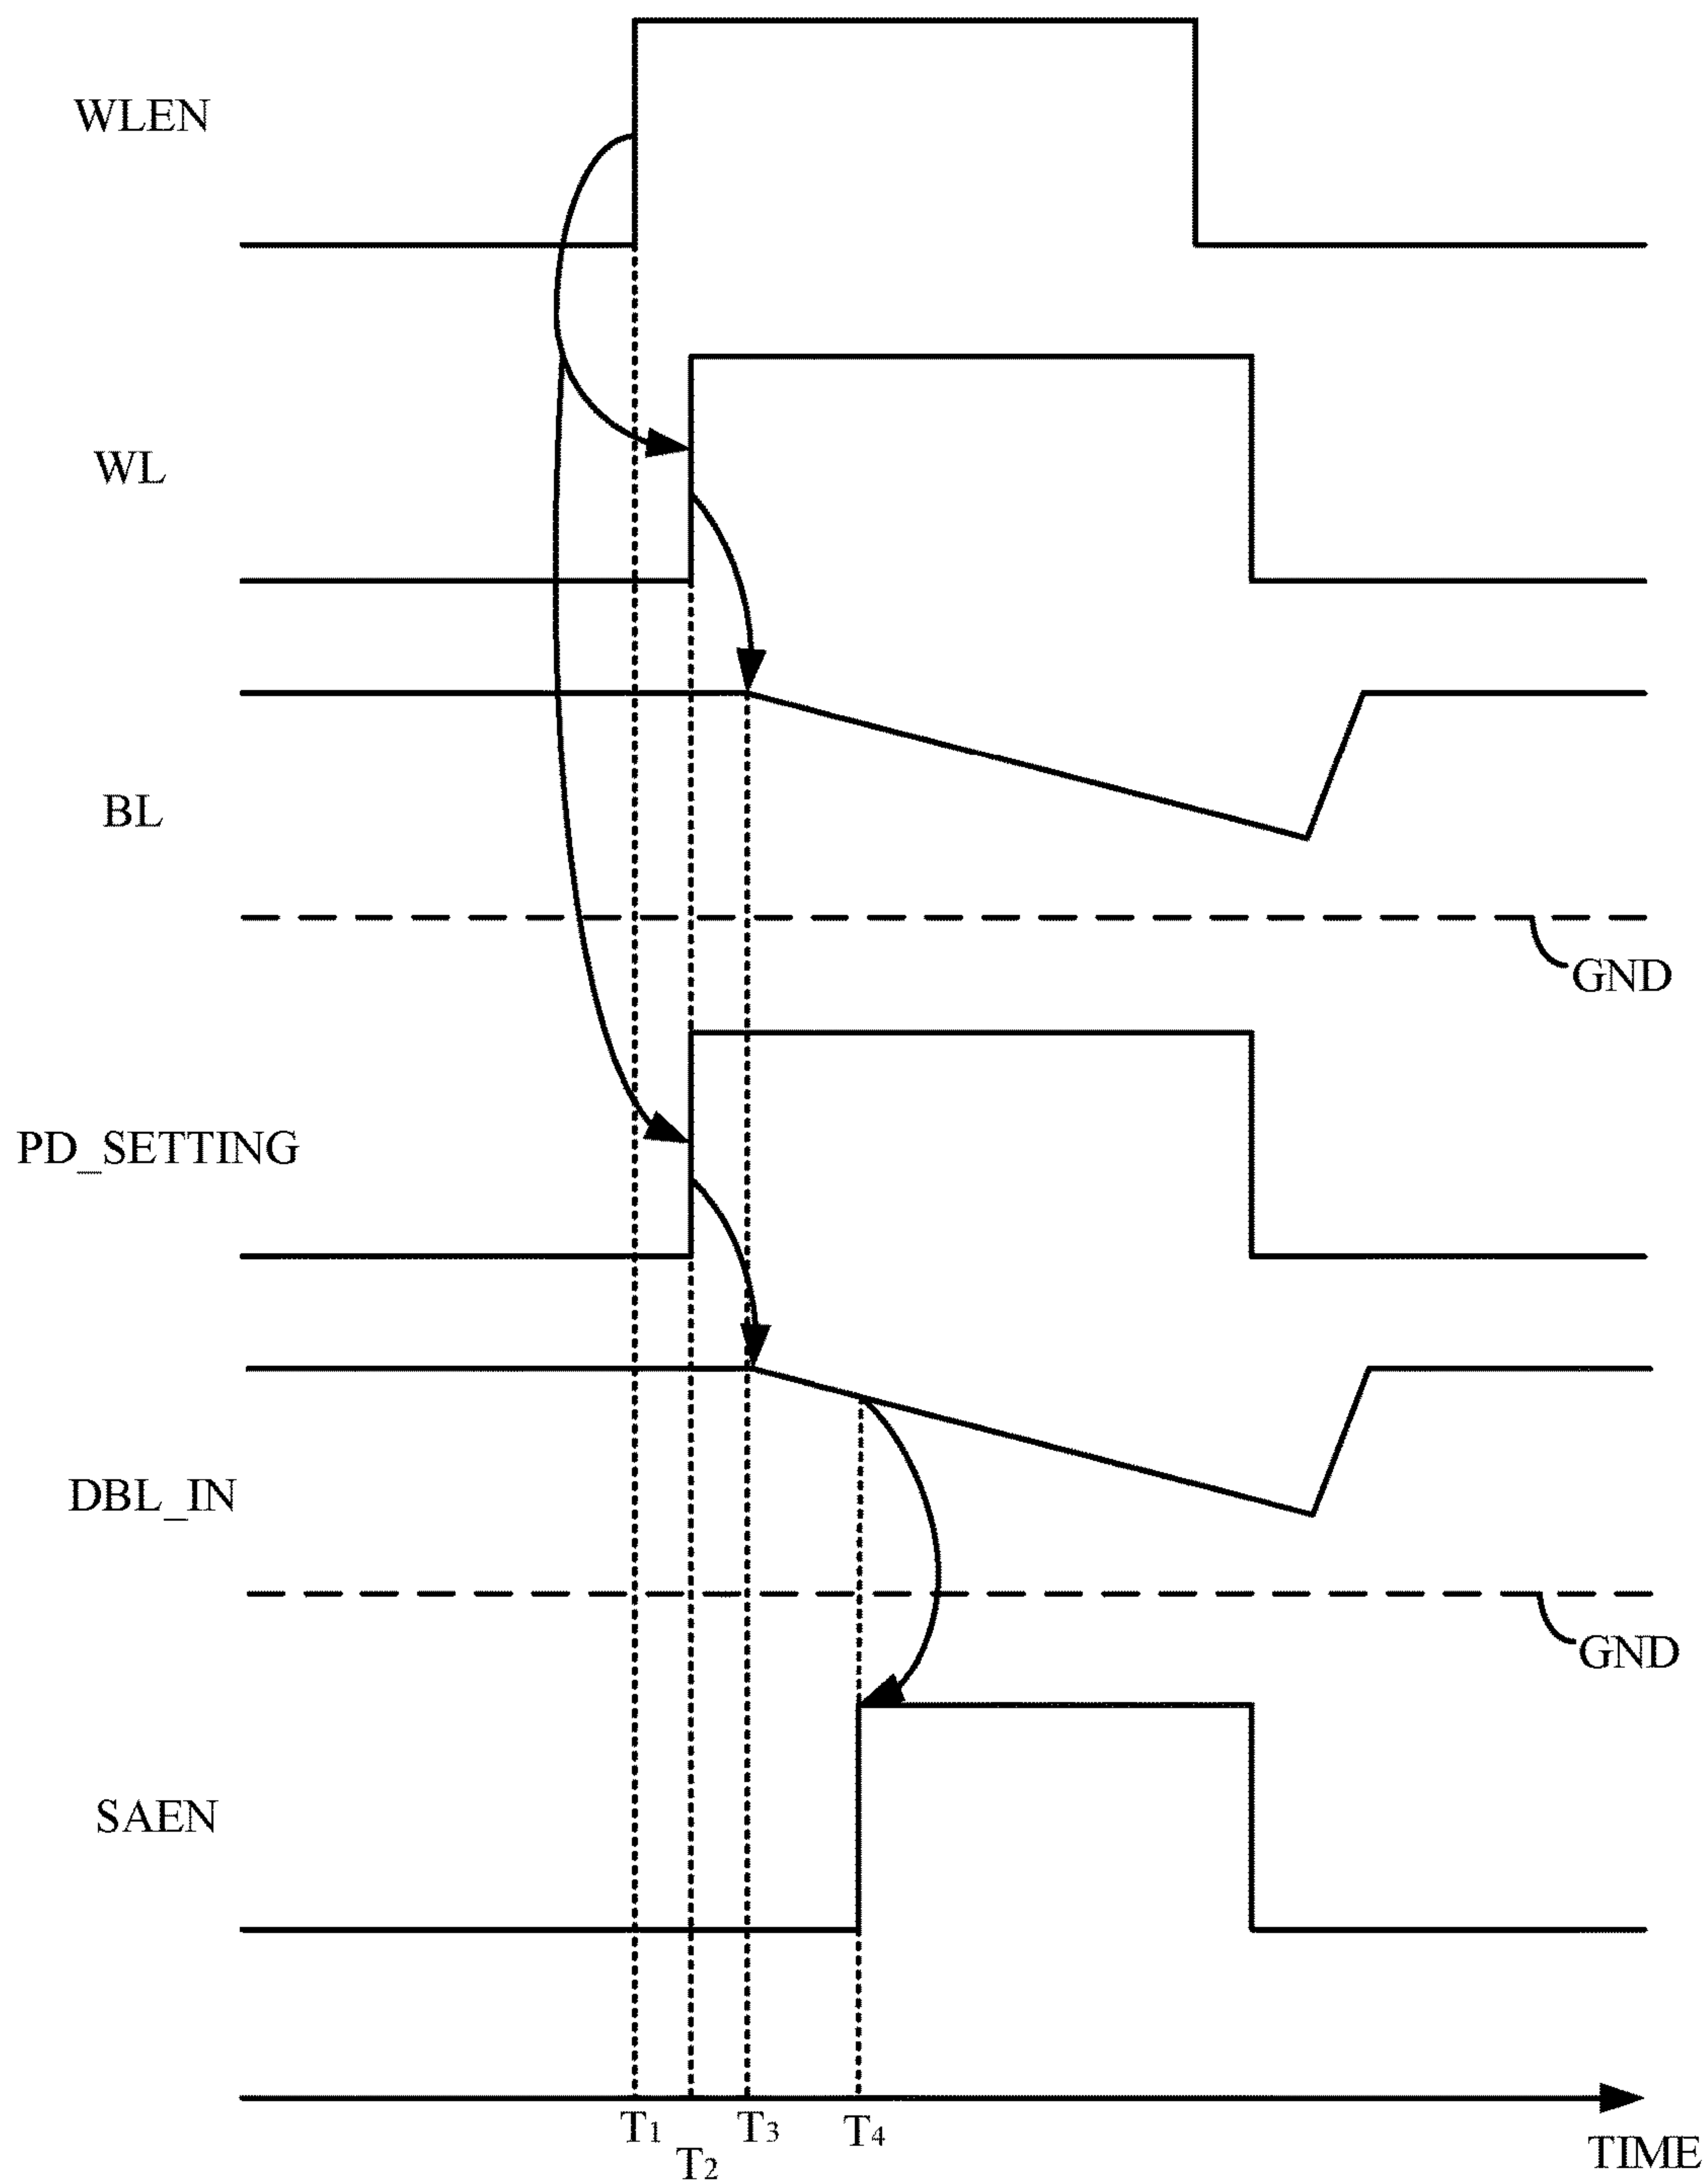 WLEN
WL
BL
GND
PD_SETTING
DBL_IN
GND
SAEN
T1
T2
T3
T4
TIME